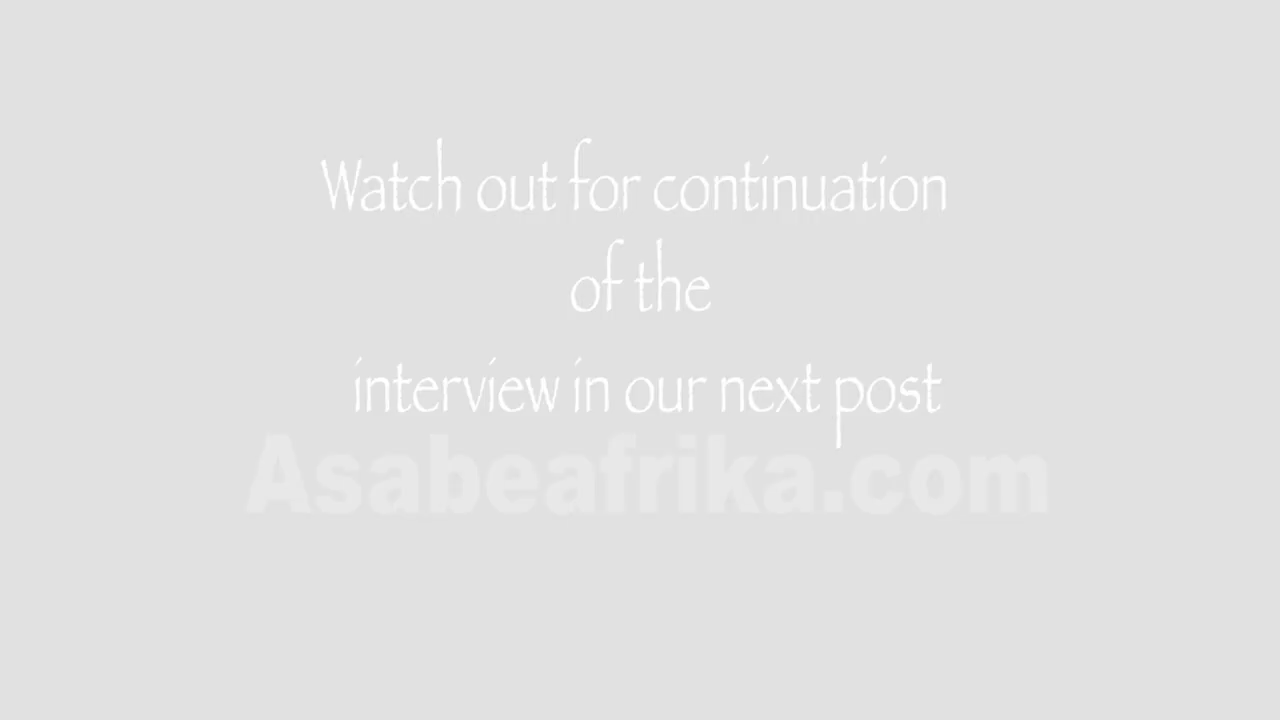 Watch out for continuation
of the
interview in our next post
Asabeafrika.com